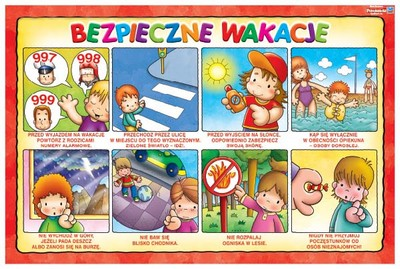 BEZPIECZNE WAKACJE
997
998
999
PRZED WYJAZDEM NA WAKACJE
POWTÓRZ Z RODZICAMI
NUMERY ALARMOWE.
PRZECHODŹ PRZEZ ULICĘ
W MIEJSCU DO TEGO WYZNACZONYM.
ZIELONE ŚWIATŁO - IDŹ.
PRZED WYJŚCIEM NA SŁOŃCE,
ODPOWIEDNIO ZABEZPIECZ
SWOJĄ SKÓRĘ.
KĄP SIĘ WYŁĄCZNIE
W OBECNOŚCI OPIEKUNA
- OSOBY DOROSŁEJ
NIE WYCHODŹ W GÓRY
JEŻELI PADA DESZCZ
ALBO ZANOSI SIĘ NA BURZĘ.
NIE BAW SIĘ
BLISKO CHODNIKA.
NIE ROZPALAJ
OGNISKA W LESIE.
NIGDY NIE PRZYJMUJ
POCZĘSTUNKÓW OD
OSÓB NIEZNAJOMYCH!